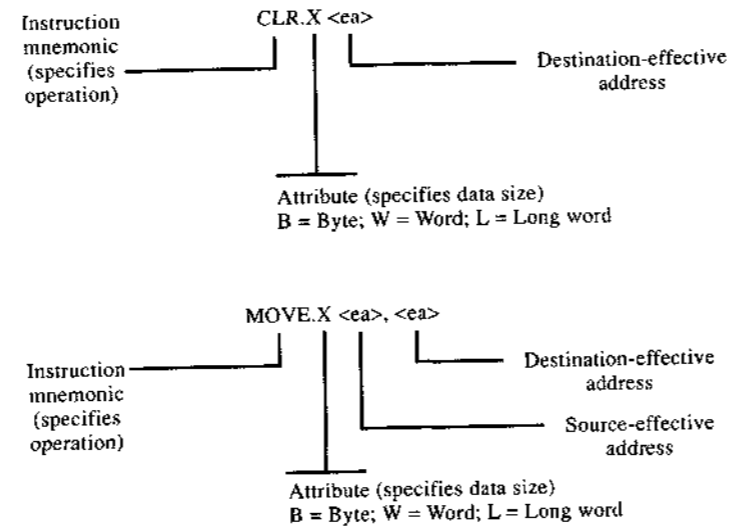 CLR.X <ea>
Instruction
mnemonic
(specifies
operation)
Destination-effective
address
Attribute (specifies data size)
B = Byte; W = Word; L = Long word
MOVE.X <ea>, <ea>
Instruction
mnemonic
(specifies
operation)
Destination-effective
address
Source-effective
address
Attribute (specifies data size)
B = Byte; W = Word; L = Long word